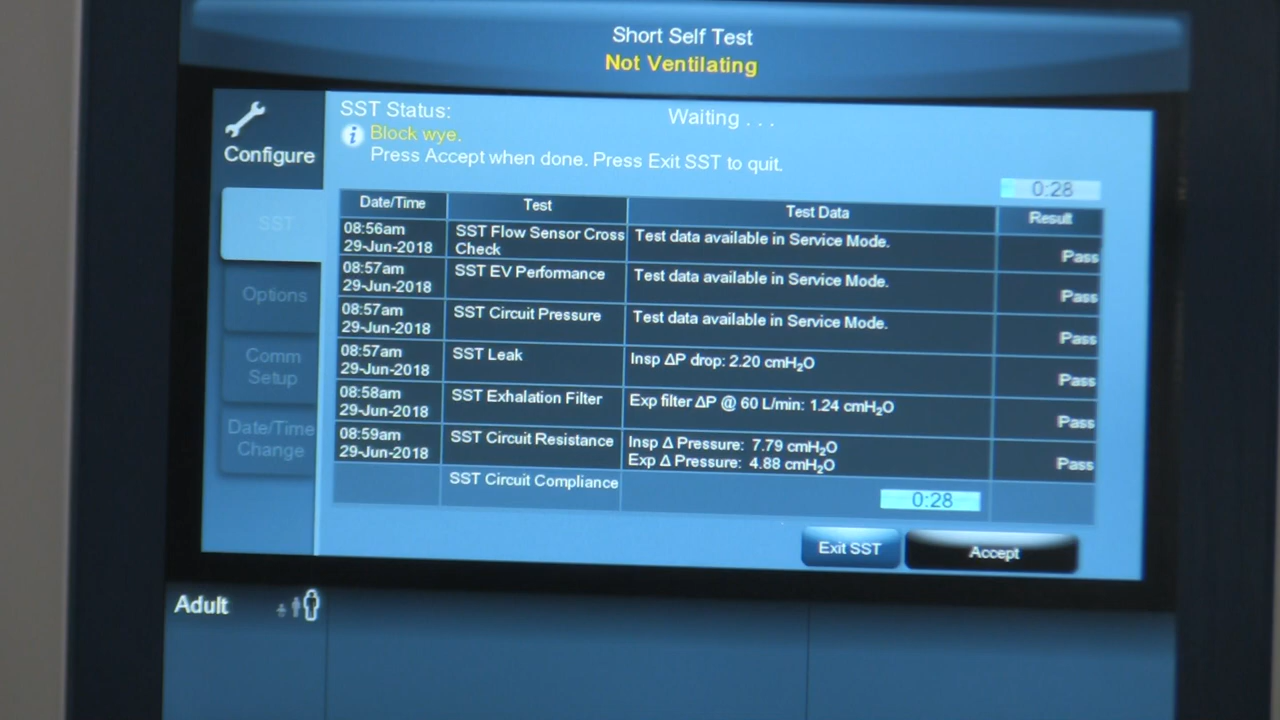 Short Self Test
Not Ventilating
Configure
SST
Options
Comm
Setup
Date/Time
Change
SST Status:
Waiting . . .
i
Block wye.
Press Accept when done. Press Exit SST to quit.
0:28
Date/Time Test Test Data Result
08:56am
29-Jun-2018
SST Flow Sensor Cross
Check
Test data available in Service Mode.
Pass
08:57am
29-Jun-2018
SST EV Performance
Test data available in Service Mode.
Pass
08:57am
29-Jun-2018
SST Circuit Pressure
Test data available in Service Mode.
Pass
08:57am
29-Jun-2018
SST Leak
Insp ΔP drop: 2.20 cmH₂O
Pass
08:58am
29-Jun-2018
SST Exhalation Filter
Exp filter ΔP @ 60 L/min: 1.24 cmH₂O
Pass
08:59am
29-Jun-2018
SST Circuit Resistance
Insp Δ Pressure: 7.79 cmH₂O
Exp Δ Pressure: 4.88 cmH₂O
Pass
SST Circuit Compliance
0:28
Exit SST
Accept
Adult